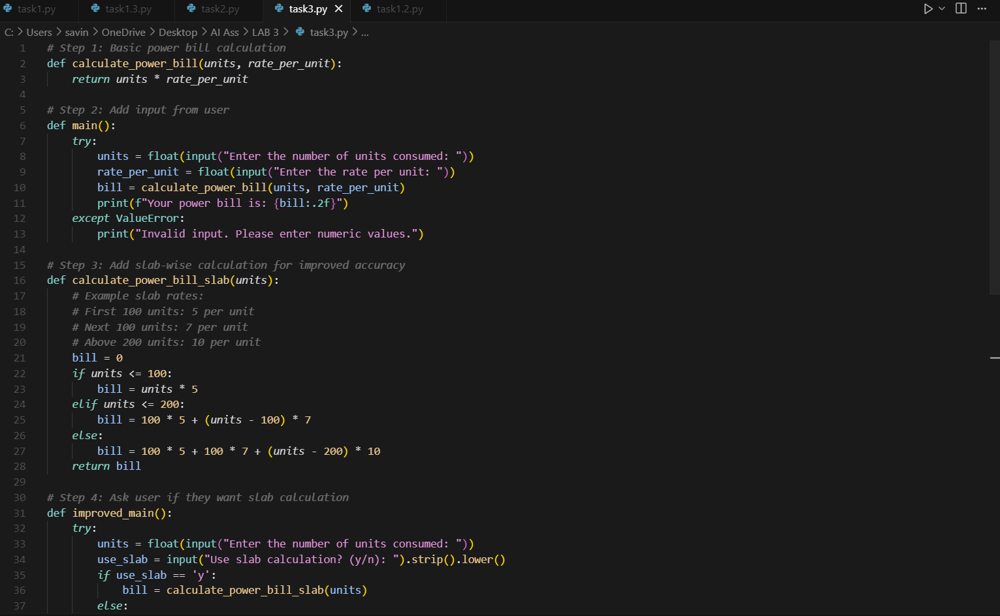 task1.py task1.3.py task2.py task3.py task1.2.py
C: > Users > savin > OneDrive > Desktop > AI Ass > LAB 3 > task3.py > ...
1 # Step 1: Basic power bill calculation
2 def calculate_power_bill(units, rate_per_unit):
3     return units * rate_per_unit
4
5 # Step 2: Add input from user
6 def main():
7     try:
8         units = float(input("Enter the number of units consumed: "))
9         rate_per_unit = float(input("Enter the rate per unit: "))
10         bill = calculate_power_bill(units, rate_per_unit)
11         print(f"Your power bill is: {bill:.2f}")
12     except ValueError:
13         print("Invalid input. Please enter numeric values.")
14
15 # Step 3: Add slab-wise calculation for improved accuracy
16 def calculate_power_bill_slab(units):
17     # Example slab rates:
18     # First 100 units: 5 per unit
19     # Next 100 units: 7 per unit
20     # Above 200 units: 10 per unit
21     bill = 0
22     if units <= 100:
23         bill = units * 5
24     elif units <= 200:
25         bill = 100 * 5 + (units - 100) * 7
26     else:
27         bill = 100 * 5 + 100 * 7 + (units - 200) * 10
28     return bill
29
30 # Step 4: Ask user if they want slab calculation
31 def improved_main():
32     try:
33         units = float(input("Enter the number of units consumed: "))
34         use_slab = input("Use slab calculation? (y/n): ").strip().lower()
35         if use_slab == 'y':
36             bill = calculate_power_bill_slab(units)
37         else: